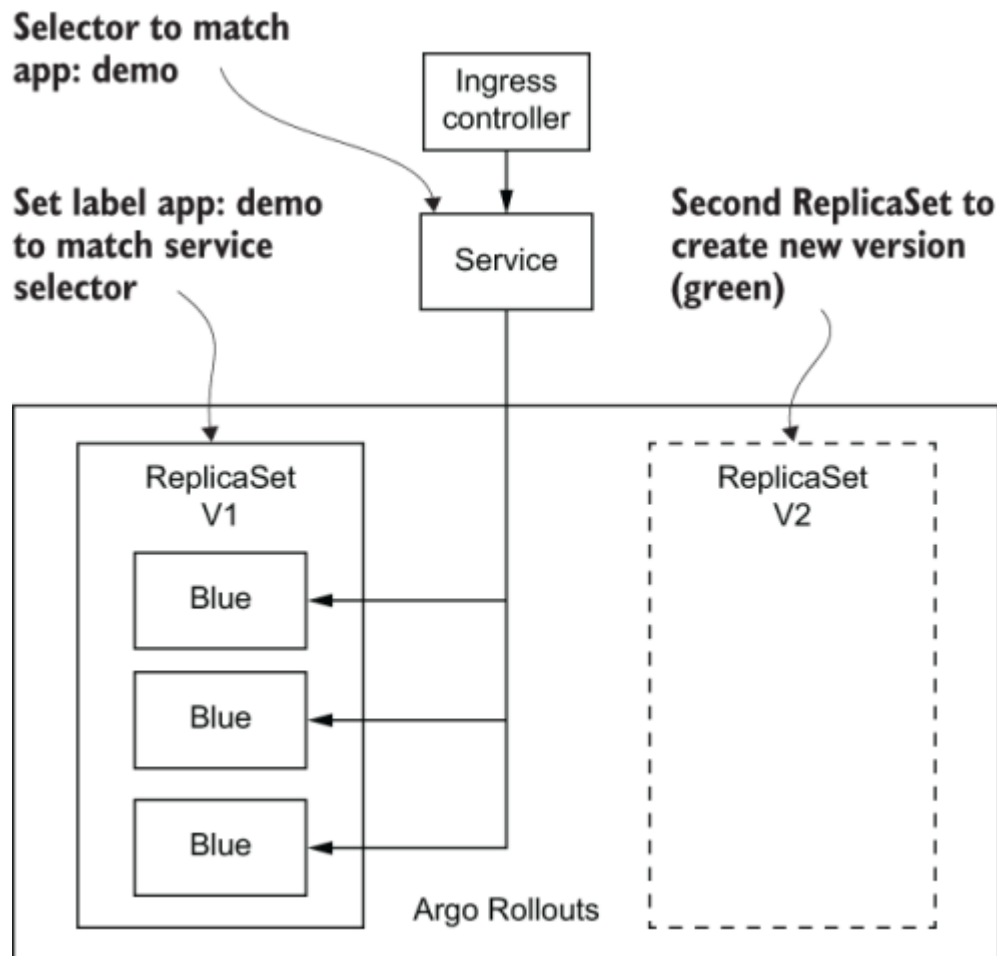 Selector to match
app: demo
Ingress
controller
Set label app: demo
to match service
selector
Service
Second ReplicaSet to
create new version
(green)
ReplicaSet
V1
Blue
Blue
Blue
ReplicaSet
V2
Argo Rollouts